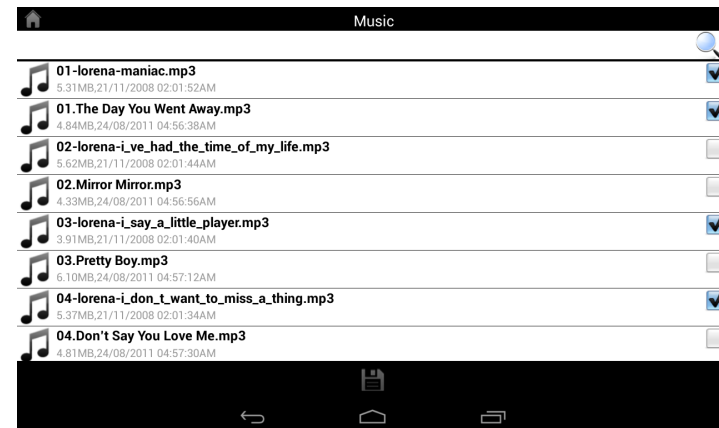 Music
01-lorena-maniac.mp3
5.31MB,21/11/2008 02:01:52AM
01.The Day You Went Away.mp3
4.84MB,24/08/2011 04:56:38AM
02-lorena-i_ve_had_the_time_of_my_life.mp3
5.62MB,21/11/2008 02:01:44AM
02.Mirror Mirror.mp3
4.33MB,24/08/2011 04:56:56AM
03-lorena-i_say_a_little_player.mp3
3.91MB,21/11/2008 02:01:40AM
03.Pretty Boy.mp3
6.10MB,24/08/2011 04:57:12AM
04-lorena-i_don_t_want_to_miss_a_thing.mp3
5.37MB,21/11/2008 02:01:34AM
04.Don't Say You Love Me.mp3
4.81MB,24/08/2011 04:57:30AM